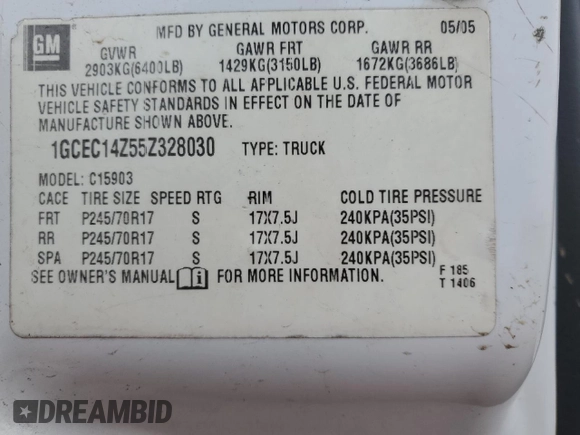 GM
MFD BY GENERAL MOTORS CORP. 05/05
GVWR GAWR FRT GAWR RR
2903KG(6400LB) 1429KG(3150LB) 1672KG(3686LB)
THIS VEHICLE CONFORMS TO ALL APPLICABLE U.S. FEDERAL MOTOR
VEHICLE SAFETY STANDARDS IN EFFECT ON THE DATE OF
MANUFACTURE SHOWN ABOVE.
1GCEC14Z55Z328030 TYPE: TRUCK
MODEL: C15903
CACE TIRE SIZE SPEED RTG RIM COLD TIRE PRESSURE
FRT P245/70R17 S 17X7.5J 240KPA(35PSI)
RR P245/70R17 S 17X7.5J 240KPA(35PSI)
SPA P245/70R17 S 17X7.5J 240KPA(35PSI)
SEE OWNER'S MANUAL FOR MORE INFORMATION.
F 185
T 1406
DREAMBID